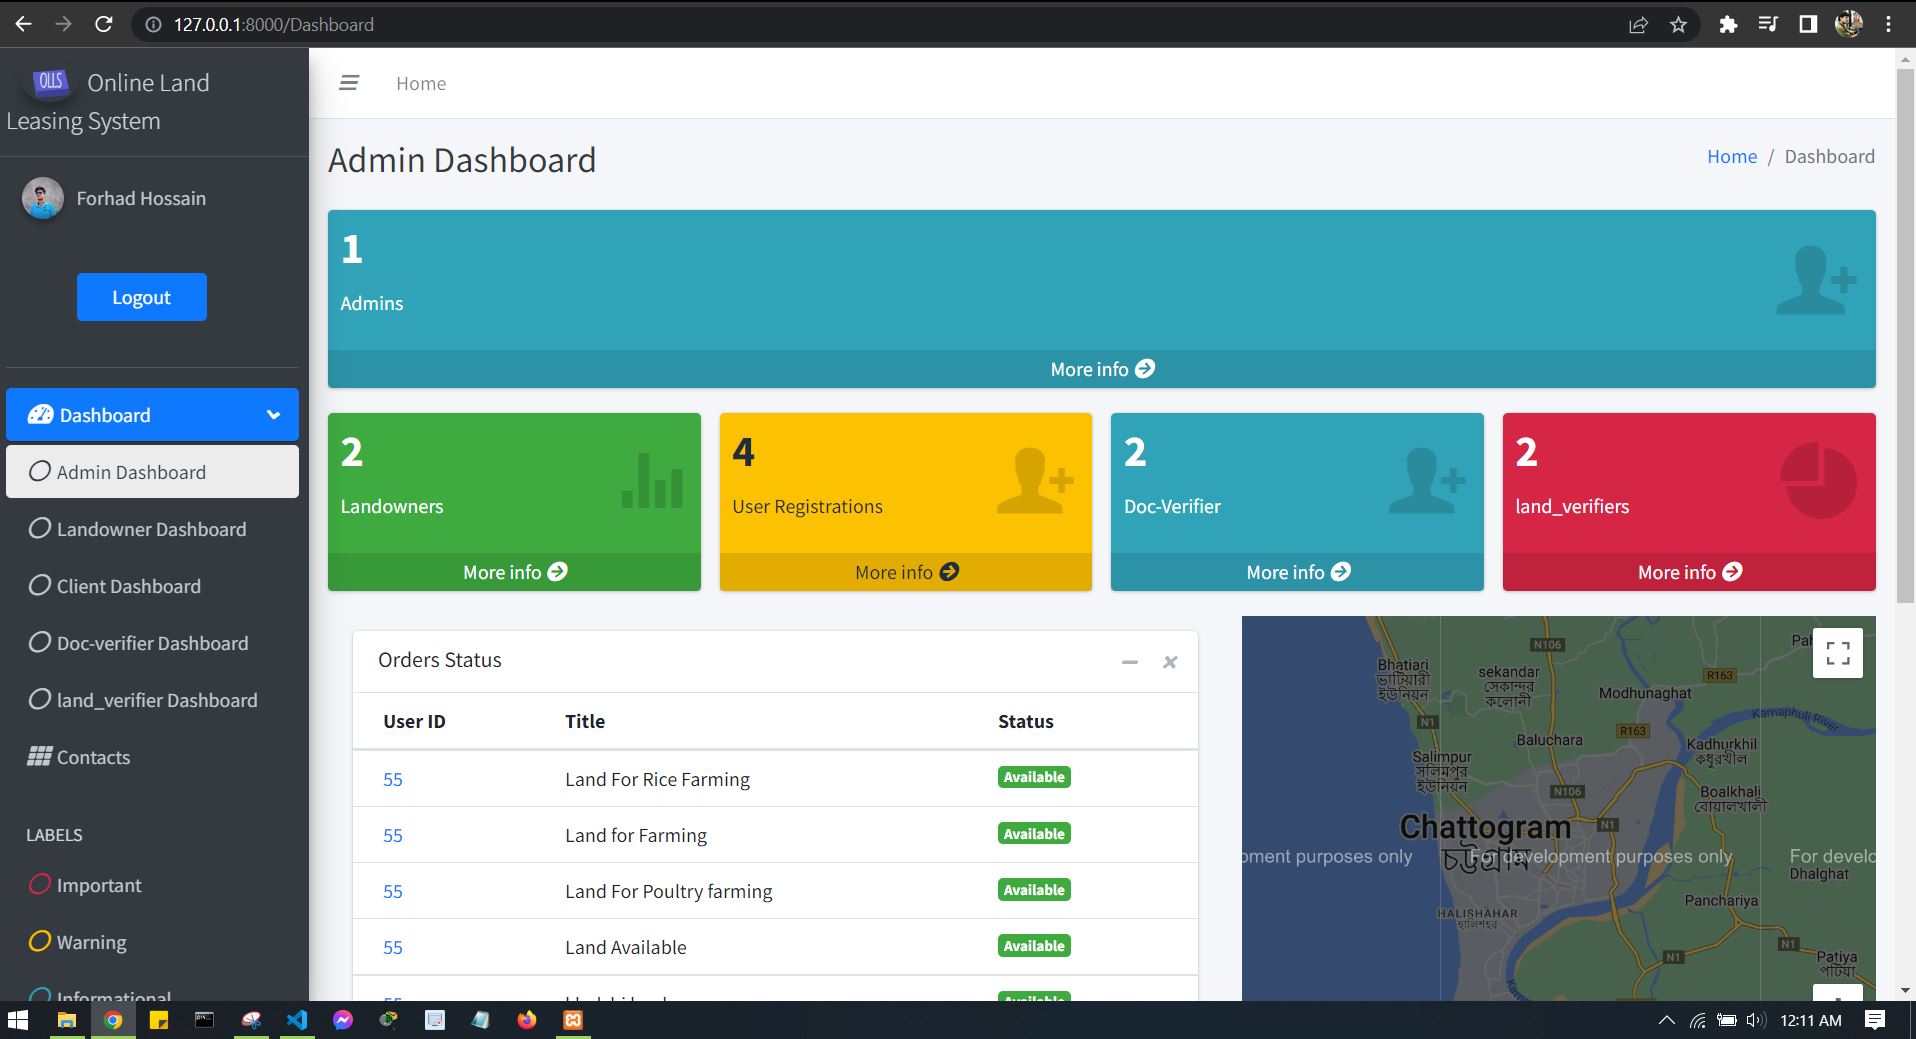 127.0.0.1:8000/Dashboard
OLLS
Online Land
Leasing System
Forhad Hossain
Logout
Dashboard
Admin Dashboard
Landowner Dashboard
Client Dashboard
Doc-verifier Dashboard
land_verifier Dashboard
Contacts
LABELS
Important
Warning
Informational
Home
Admin Dashboard
Home / Dashboard
1
Admins
More info
2
Landowners
More info
4
User Registrations
More info
2
Doc-Verifier
More info
2
land_verifiers
More info
Orders Status
User ID Title Status
55 Land For Rice Farming Available
55 Land for Farming Available
55 Land For Poultry farming Available
55 Land Available Available
55
Available
N106
Bhatiari
ভাটিয়ারী
ইউনিয়ন
sekandar
সেকান্দর
কলোনী
R163
Modhunaghat
Karnaphuli River
N1
Baluchara
R163
Kadhurkhil
কধুরখীল
Salimpur
সলিমপুর
ইউনিয়ন
N106
Boalkhali
বোয়ালখালী
Chattogram
চট্টগ্রাম
N1
pment purposes only
For development purposes only
For develo
Dhalghat
Panchariya
HALISHAHAR
হালিশহর
N1
N1
Patiya
পটিয়া
12:11 AM